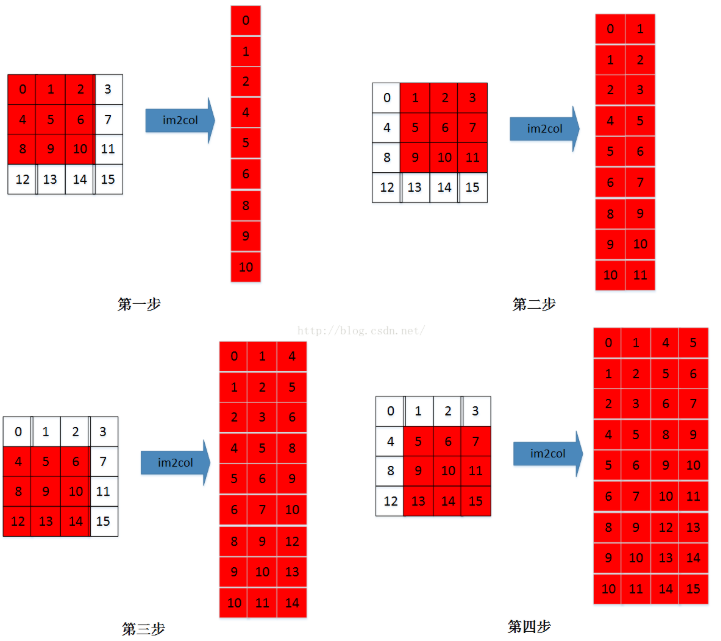 0 1 2 3
4 5 6 7
8 9 10 11
12 13 14 15
im2col
0
1
2
4
5
6
8
9
10
第一步
0 1 2 3
4 5 6 7
8 9 10 11
12 13 14 15
im2col
0 1
1 2
2 3
4 5
5 6
6 7
8 9
9 10
10 11
第二步
http://blog.csdn.net/
0 1 2 3
4 5 6 7
8 9 10 11
12 13 14 15
im2col
0 1 4
1 2 5
2 3 6
4 5 8
5 6 9
6 7 10
8 9 12
9 10 13
10 11 14
第三步
0 1 2 3
4 5 6 7
8 9 10 11
12 13 14 15
im2col
0 1 4 5
1 2 5 6
2 3 6 7
4 5 8 9
5 6 9 10
6 7 10 11
8 9 12 13
9 10 13 14
10 11 14 15
第四步